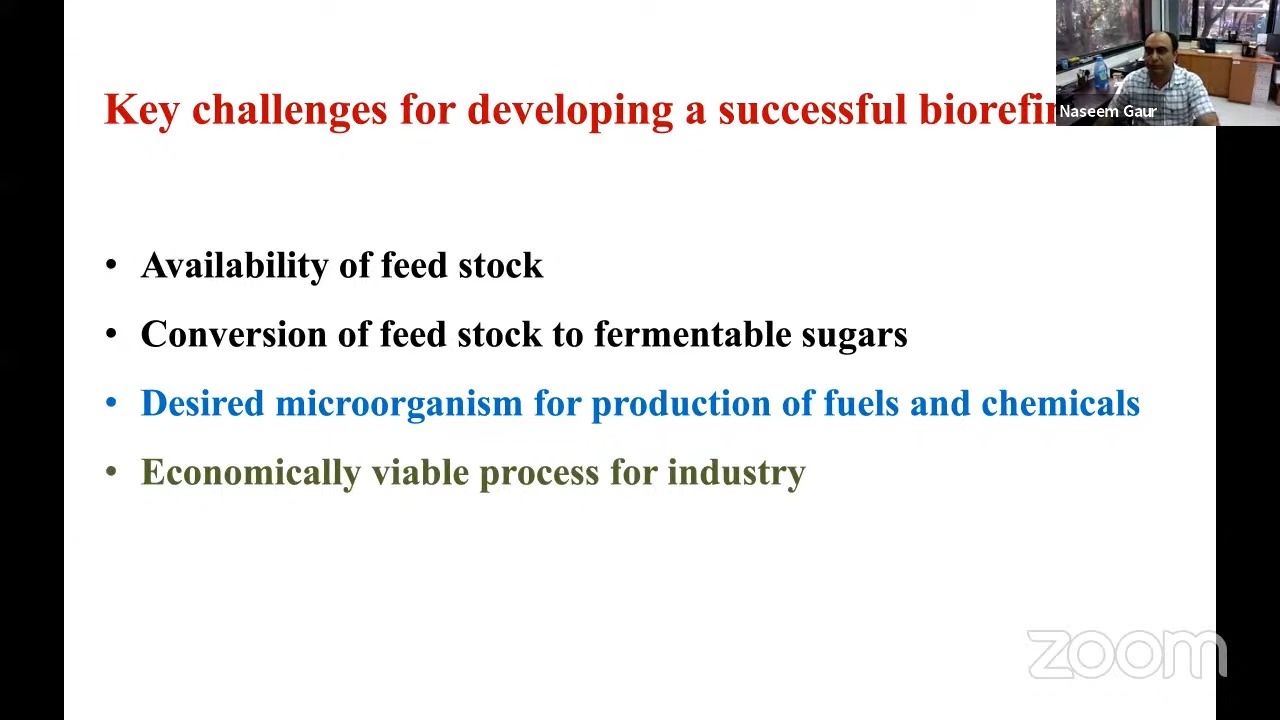 Key challenges for developing a successful
Naseem Gaur
• Availability of feed stock
• Conversion of feed stock to fermentable sugars
• Desired microorganism for production of fuels and chemicals
• Economically viable process for industry
zoom